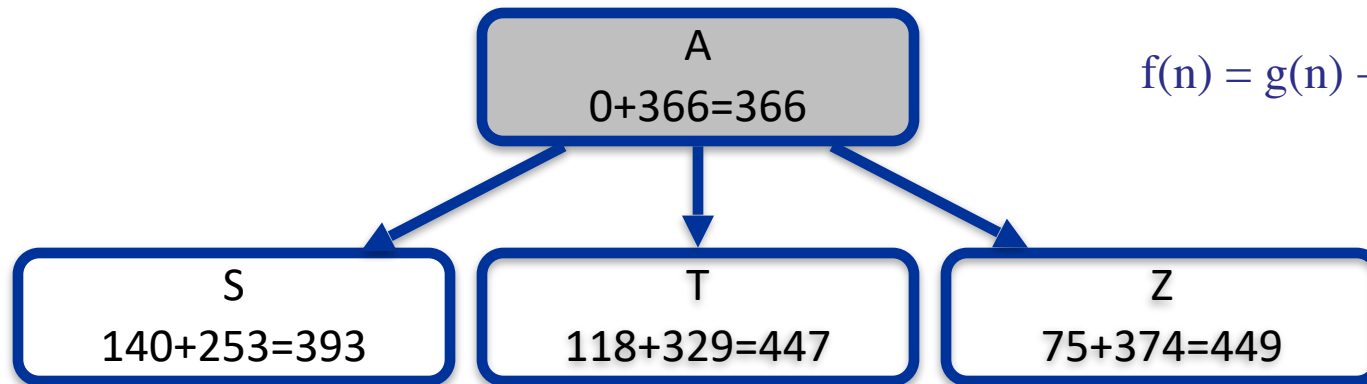 A
0+366=366
f(n) = g(n)
S
140+253=393
T
118+329=447
Z
75+374=449